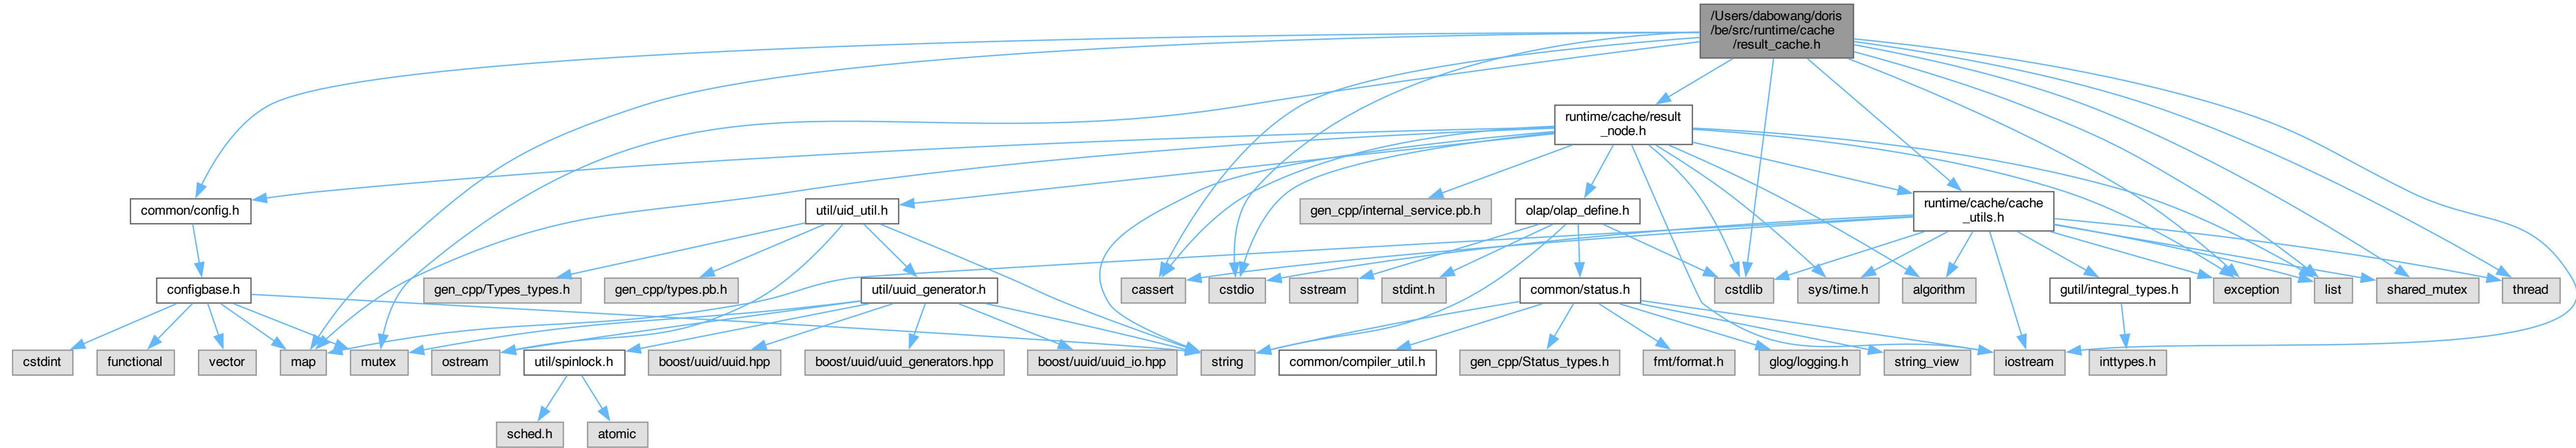 /Users/dabowang/doris
/be/src/runtime/cache
/result_cache.h
runtime/cache/result
_node.h
common/config.h
util/uid_util.h
gen_cpp/internal_service.pb.h
olap/olap_define.h
runtime/cache/cache
_utils.h
configbase.h
gen_cpp/Types_types.h
gen_cpp/types.pb.h
util/uuid_generator.h
cassert
cstdio
sstream
stdint.h
common/status.h
cstdlib
sys/time.h
algorithm
gutil/integral_types.h
exception
list
shared_mutex
thread
cstdint
functional
vector
map
mutex
ostream
util/spinlock.h
boost/uuid/uuid.hpp
boost/uuid/uuid_generators.hpp
boost/uuid/uuid_io.hpp
string
common/compiler_util.h
gen_cpp/Status_types.h
fmt/format.h
glog/logging.h
string_view
iostream
inttypes.h
sched.h
atomic